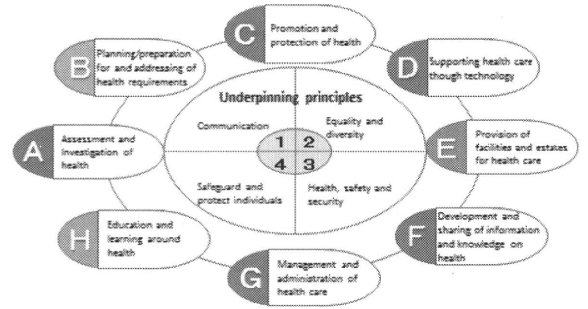 C
Promotion and
protection of health
B
Planning/preparation
for and addressing of
health requirements
D
Supporting health care
though technology
Underpinning principles
Communication
Equality and
diversity
1 2
4 3
Safeguard and
protect individuals
Health, safety and
security
A
Assessment and
investigation of
health
E
Provision of
facilities and estates
for health care
H
Education and
learning around
health
F
Development and
sharing of information
and knowledge on
health
G
Management and
administration of
health care